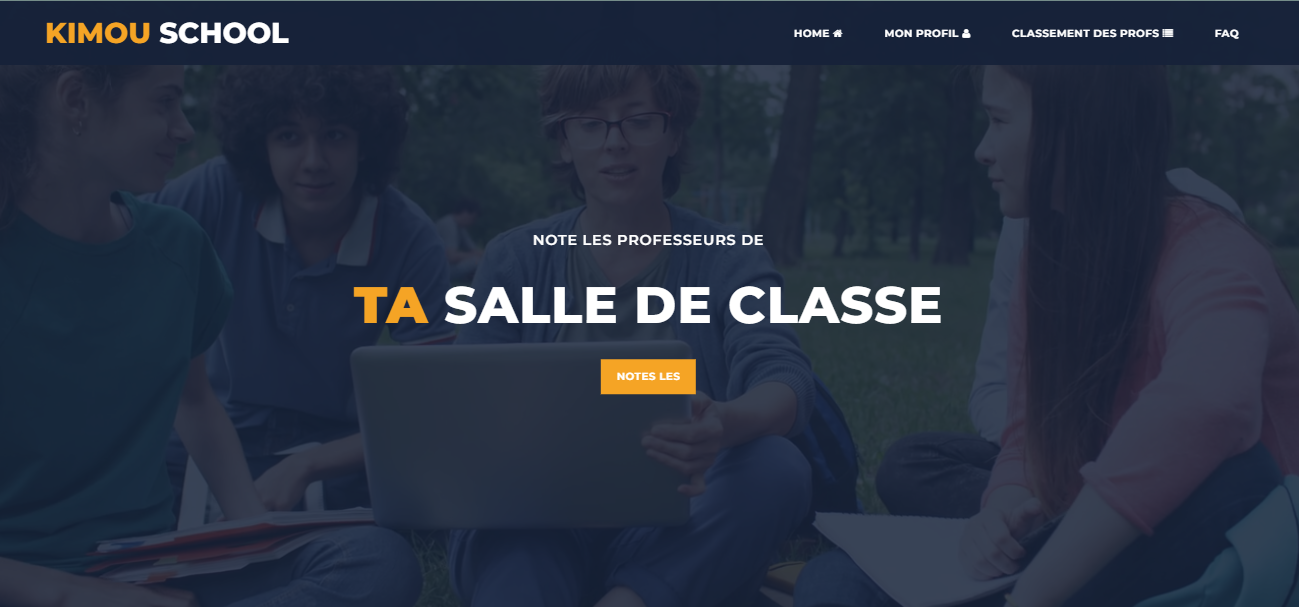 KIMOU SCHOOL
HOME
MON PROFIL
CLASSEMENT DES PROFS
FAQ
NOTE LES PROFESSEURS DE
TA SALLE DE CLASSE
NOTES LES